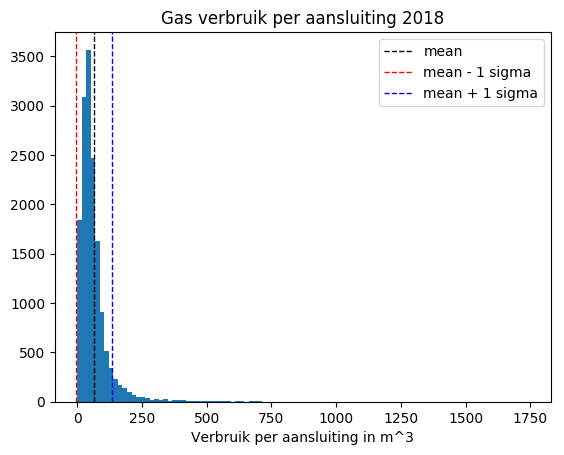 Gas verbruik per aansluiting 2018
mean
mean - 1 sigma
mean + 1 sigma
3500
3000
2500
2000
1500
1000
500
0
0 250 500 750 1000 1250 1500 1750
Verbruik per aansluiting in m^3